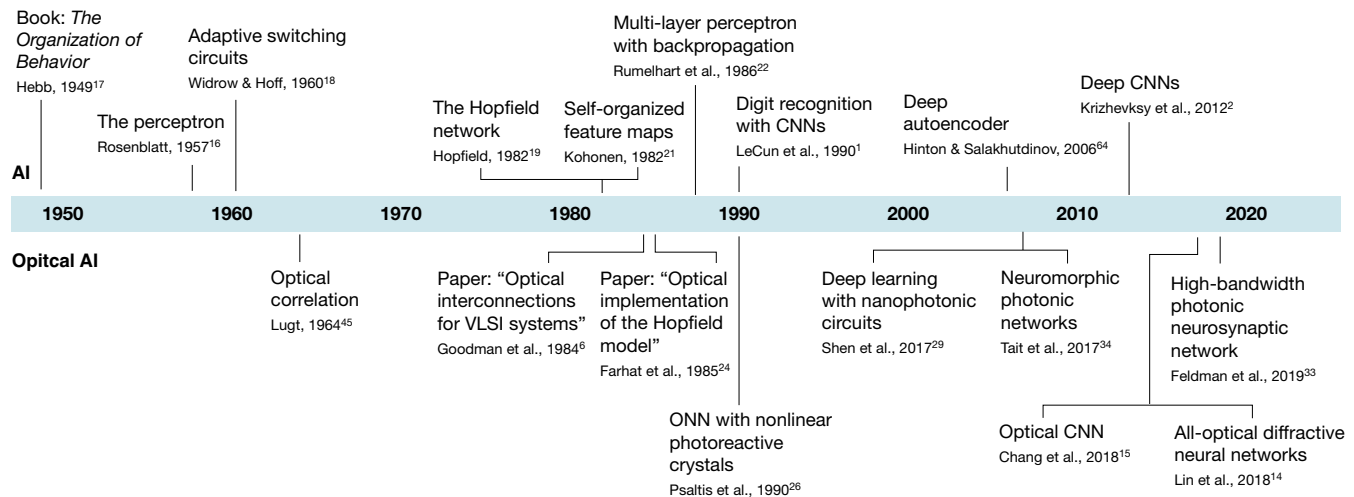 Book: The
Organization of
Behavior
Hebb, 1949¹⁷
The perceptron
Rosenblatt, 1957¹⁶
Adaptive switching
circuits
Widrow & Hoff, 1960¹⁸
The Hopfield
network
Hopfield, 1982¹⁹
Self-organized
feature maps
Kohonen, 1982²¹
Multi-layer perceptron
with backpropagation
Rumelhart et al., 1986²²
Digit recognition
with CNNs
LeCun et al., 1990¹
Deep
autoencoder
Hinton & Salakhutdinov, 2006⁶⁴
Deep CNNs
Krizhevksy et al., 2012²
AI
1950 1960 1970 1980 1990 2000 2010 2020
Opitcal AI
Optical
correlation
Lugt, 1964⁴⁵
Paper: “Optical
interconnections
for VLSI systems”
Goodman et al., 1984⁶
Paper: “Optical
implementation
of the Hopfield
model”
Farhat et al., 1985²⁴
ONN with nonlinear
photoreactive
crystals
Psaltis et al., 1990²⁶
Deep learning
with nanophotonic
circuits
Shen et al., 2017²⁹
Neuromorphic
photonic
networks
Tait et al., 2017³⁴
High-bandwidth
photonic
neurosynaptic
network
Feldman et al., 2019³³
Optical CNN
Chang et al., 2018¹⁵
All-optical diffractive
neural networks
Lin et al., 2018¹⁴